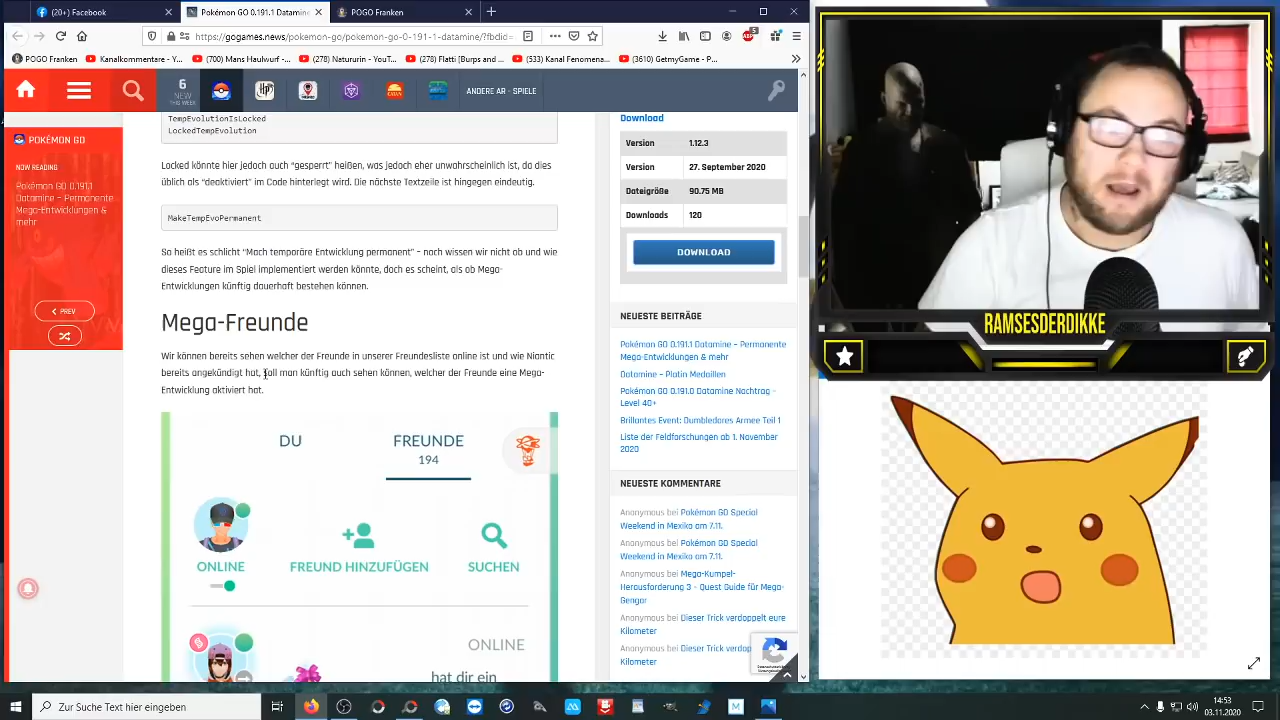 (20+) Facebook
Pokémon GO 0.191.1 Datamine
POGO Franken
https://gogames.news/pokemon-go/pokemon-go-0-191-1-datamine
POGO Franken
Kanalkommentare - Y...
(700) Mans Haulwurf -...
(278) Natururin - YouT...
(278) Flatti [Burps and ...
(533) Kanal Fenomena...
(3610) GetmyGame - P...
6
NEW
THIS WEEK
ANDERE AR - SPIELE
POKÉMON GO
NOW READING
Pokémon GO 0.191.1
Datamine – Permanente
Mega-Entwicklungen &
mehr
PREV
TempEvolutionIsLocked
LockedTempEvolution
Locked könnte hier jedoch auch “gesperrt” heißen, was jedoch eher unwahrscheinlich ist, da dies
üblich als “deaktiviert” im Code hinterlegt wird. Die nächste Textzeile ist hingegen eindeutig.
MakeTempEvoPermanent
So heißt es schlicht “Mach temporäre Entwicklung permanent” – noch wissen wir nicht ob und wie
dieses Feature im Spiel implementiert werden könnte, doch es scheint, als ob Mega-
Entwicklungen künftig dauerhaft bestehen können.
Mega-Freunde
Wir können bereits sehen welcher der Freunde in unserer Freundesliste online ist und wie Niantic
bereits angekündigt hat, soll man künftig auch sehen können, welcher der Freunde eine Mega-
Entwicklung aktiviert hat.
DU
FREUNDE
194
ONLINE
FREUND HINZUFÜGEN
SUCHEN
ONLINE
hat dir ein
Download
Version 1.12.3
Version 27. September 2020
Dateigröße 90.75 MB
Downloads 120
DOWNLOAD
NEUESTE BEITRÄGE
Pokémon GO 0.191.1 Datamine – Permanente
Mega-Entwicklungen & mehr
Datamine – Platin Medaillen
Pokémon GO 0.191.0 Datamine Nachtrag –
Level 40+
Brillantes Event: Dumbledores Armee Teil 1
Liste der Feldforschungen ab 1. November
2020
NEUESTE KOMMENTARE
Anonymous bei Pokémon GO Special
Weekend in Mexiko am 7.11.
Anonymous bei Pokémon GO Special
Weekend in Mexiko am 7.11.
Anonymous bei Mega-Kumpel-
Herausforderung 3 – Quest Guide für Mega-
Gengar
Anonymous bei Dieser Trick verdoppelt eure
Kilometer
Anonymous bei Dieser Trick verdop
Kilometer
RAMSESDERDIKKE
Zur Suche Text hier eingeben
14:53
03.11.2020